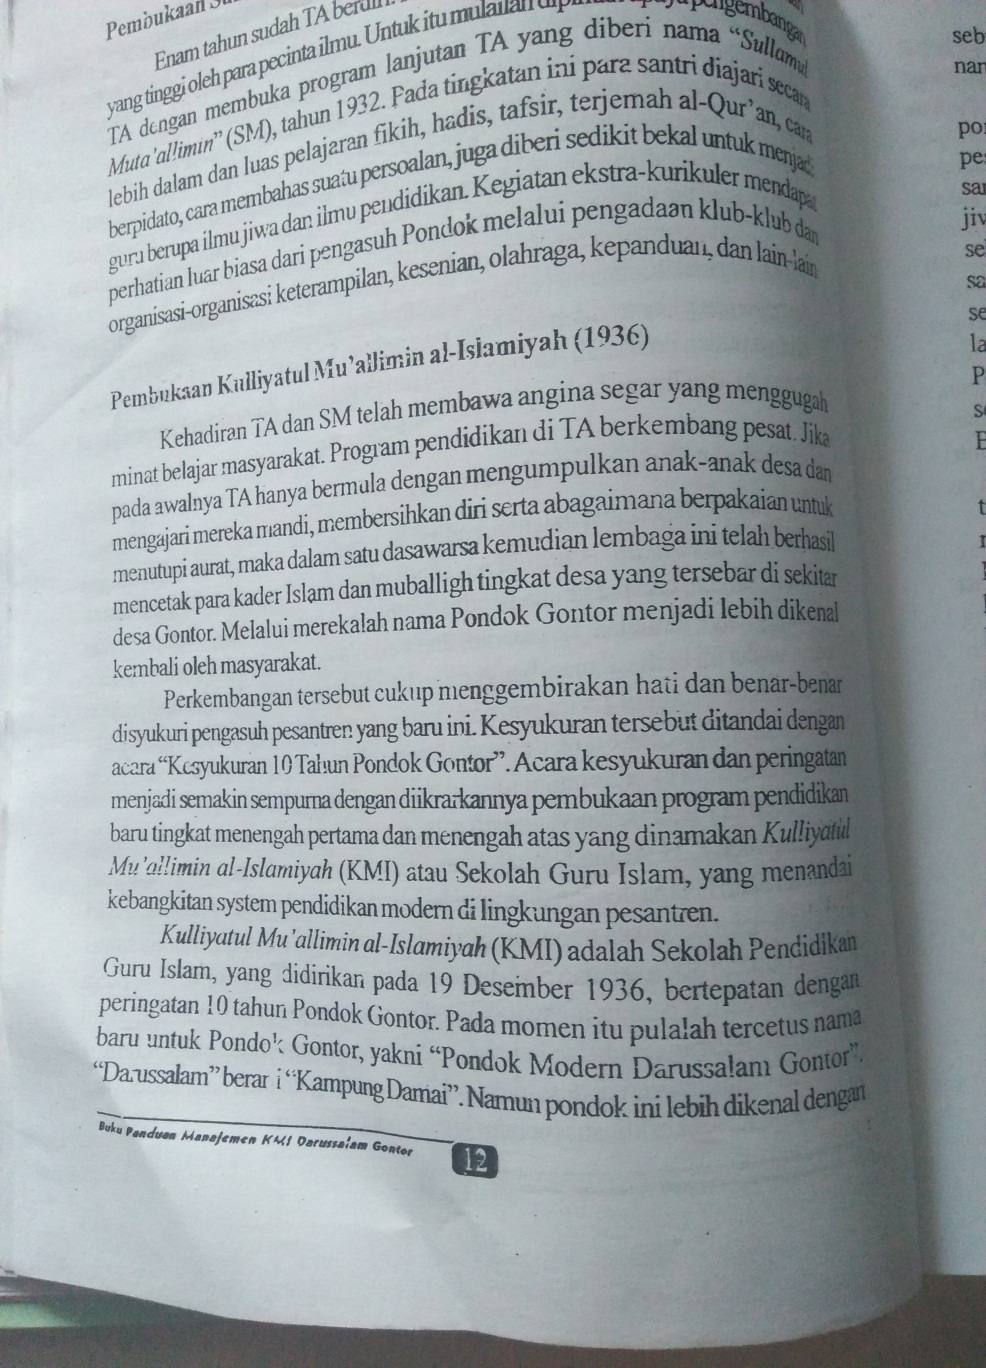 Pembukaan
Enam tahun sudah TA berdiri
yang tinggi oleh para pecinta ilmu. Untuk itu mulailah pengembangan
TA dengan membuka program lanjutan TA yang diberi nama “Sullamul
Muta’allimin” (SM), tahun 1932. Pada tingkatan ini para santri diajari secara
lebih dalam dan luas pelajaran fikih, hadis, tafsir, terjemah al-Qur’an, cara
berpidato, cara membahas suatu persoalan, juga diberi sedikit bekal untuk menjadi
guru berupa ilmu jiwa dan ilmu pendidikan. Kegiatan ekstra-kurikuler mendapat
perhatian luar biasa dari pengasuh Pondok melalui pengadaan klub-klub dan
organisasi-organisasi keterampilan, kesenian, olahraga, kepanduan, dan lain-lain
Pembukaan Kulliyatul Mu’allimin al-Islamiyah (1936)
Kehadiran TA dan SM telah membawa angina segar yang menggugah
minat belajar masyarakat. Program pendidikan di TA berkembang pesat. Jika
pada awalnya TA hanya bermula dengan mengumpulkan anak-anak desa dan
mengajari mereka mandi, membersihkan diri serta abagaimana berpakaian untuk
menutupi aurat, maka dalam satu dasawarsa kemudian lembaga ini telah berhasil
mencetak para kader Islam dan muballigh tingkat desa yang tersebar di sekitar
desa Gontor. Melalui merekalah nama Pondok Gontor menjadi lebih dikenal
kembali oleh masyarakat.
Perkembangan tersebut cukup menggembirakan hati dan benar-benar
disyukuri pengasuh pesantren yang baru ini. Kesyukuran tersebut ditandai dengan
acara “Kesyukuran 10 Tahun Pondok Gontor”. Acara kesyukuran dan peringatan
menjadi semakin sempurna dengan diikrarkannya pembukaan program pendidikan
baru tingkat menengah pertama dan menengah atas yang dinamakan Kulliyatul
Mu’allimin al-Islamiyah (KMI) atau Sekolah Guru Islam, yang menandai
kebangkitan system pendidikan modern di lingkungan pesantren.
Kulliyatul Mu’allimin al-Islamiyah (KMI) adalah Sekolah Pendidikan
Guru Islam, yang didirikan pada 19 Desember 1936, bertepatan dengan
peringatan 10 tahun Pondok Gontor. Pada momen itu pulalah tercetus nama
baru untuk Pondok Gontor, yakni “Pondok Modern Darussalam Gontor”.
“Darussalam” berarti “Kampung Damai”. Namun pondok ini lebih dikenal dengan
Buku Panduan Manajemen KMI Darussalam Gontor
12